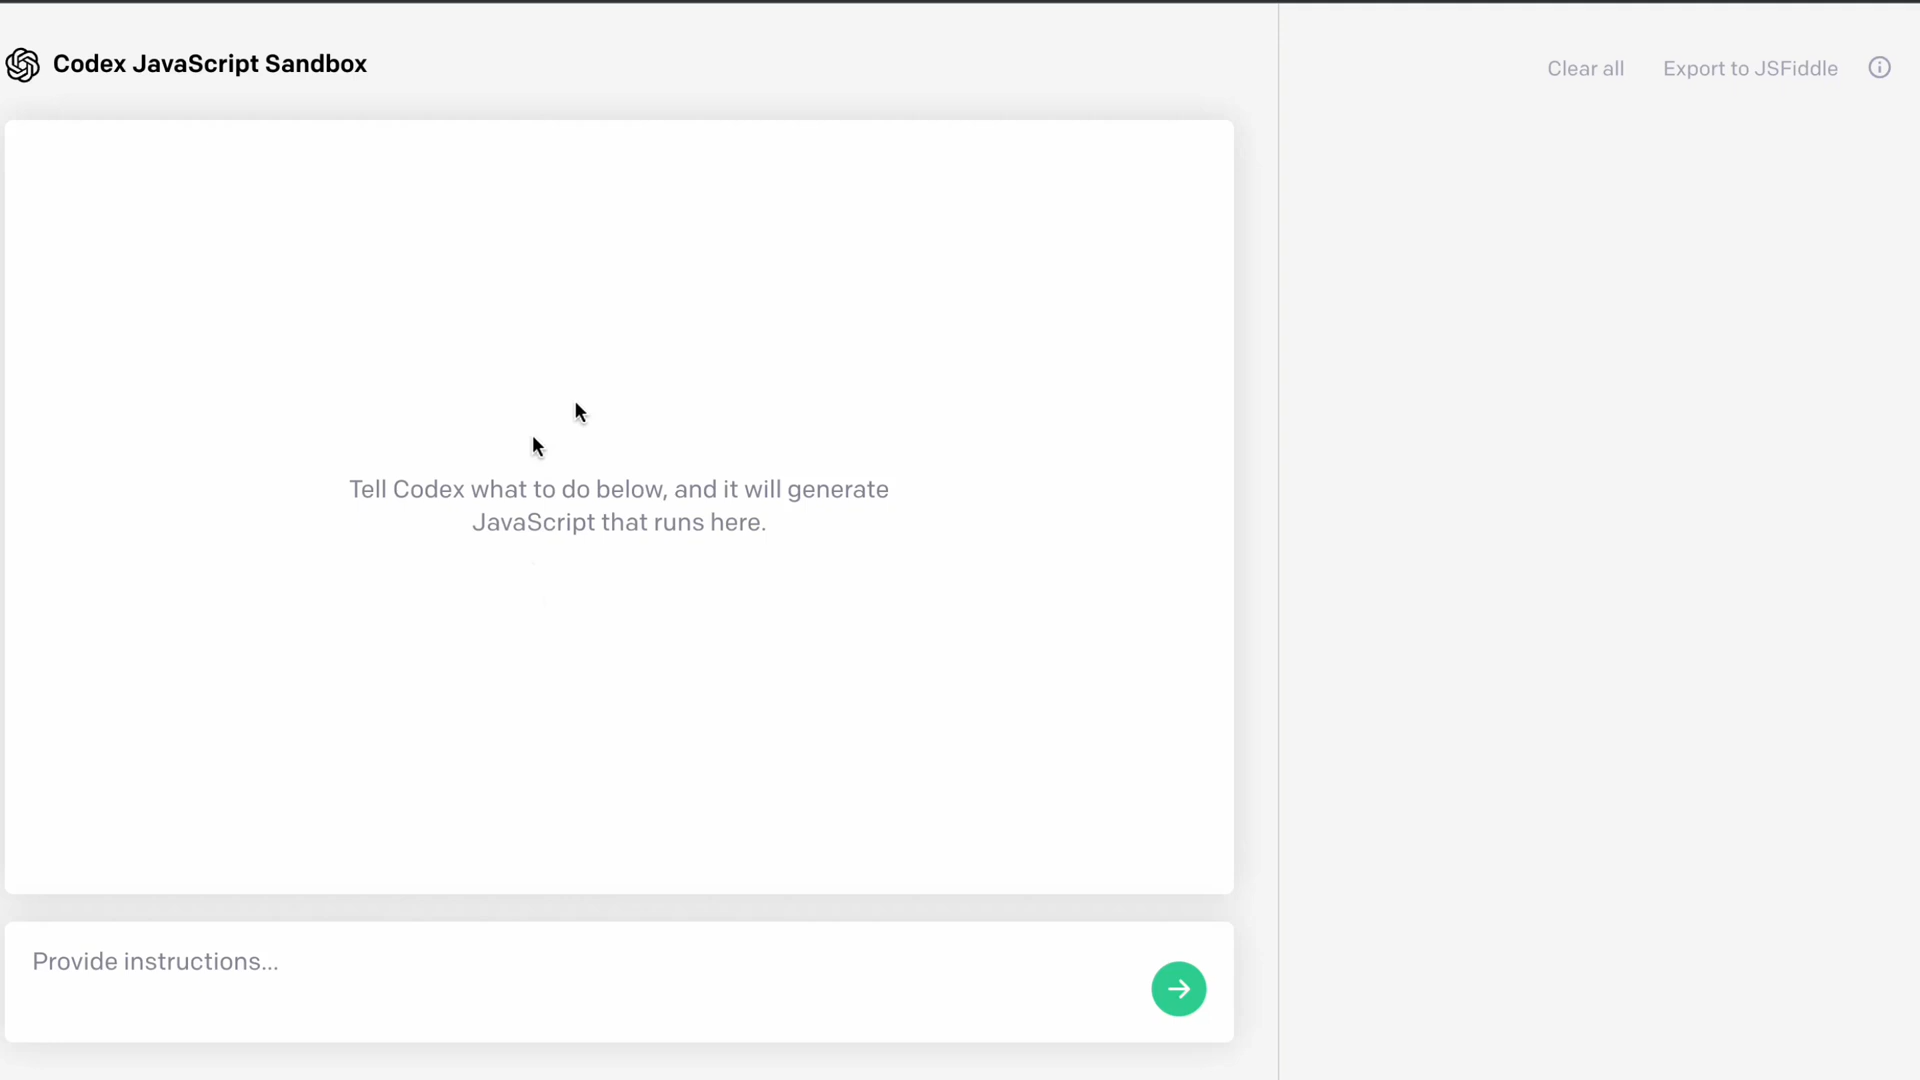 Codex JavaScript Sandbox
Clear all
Export to JSFiddle
Tell Codex what to do below, and it will generate
JavaScript that runs here.
Provide instructions...